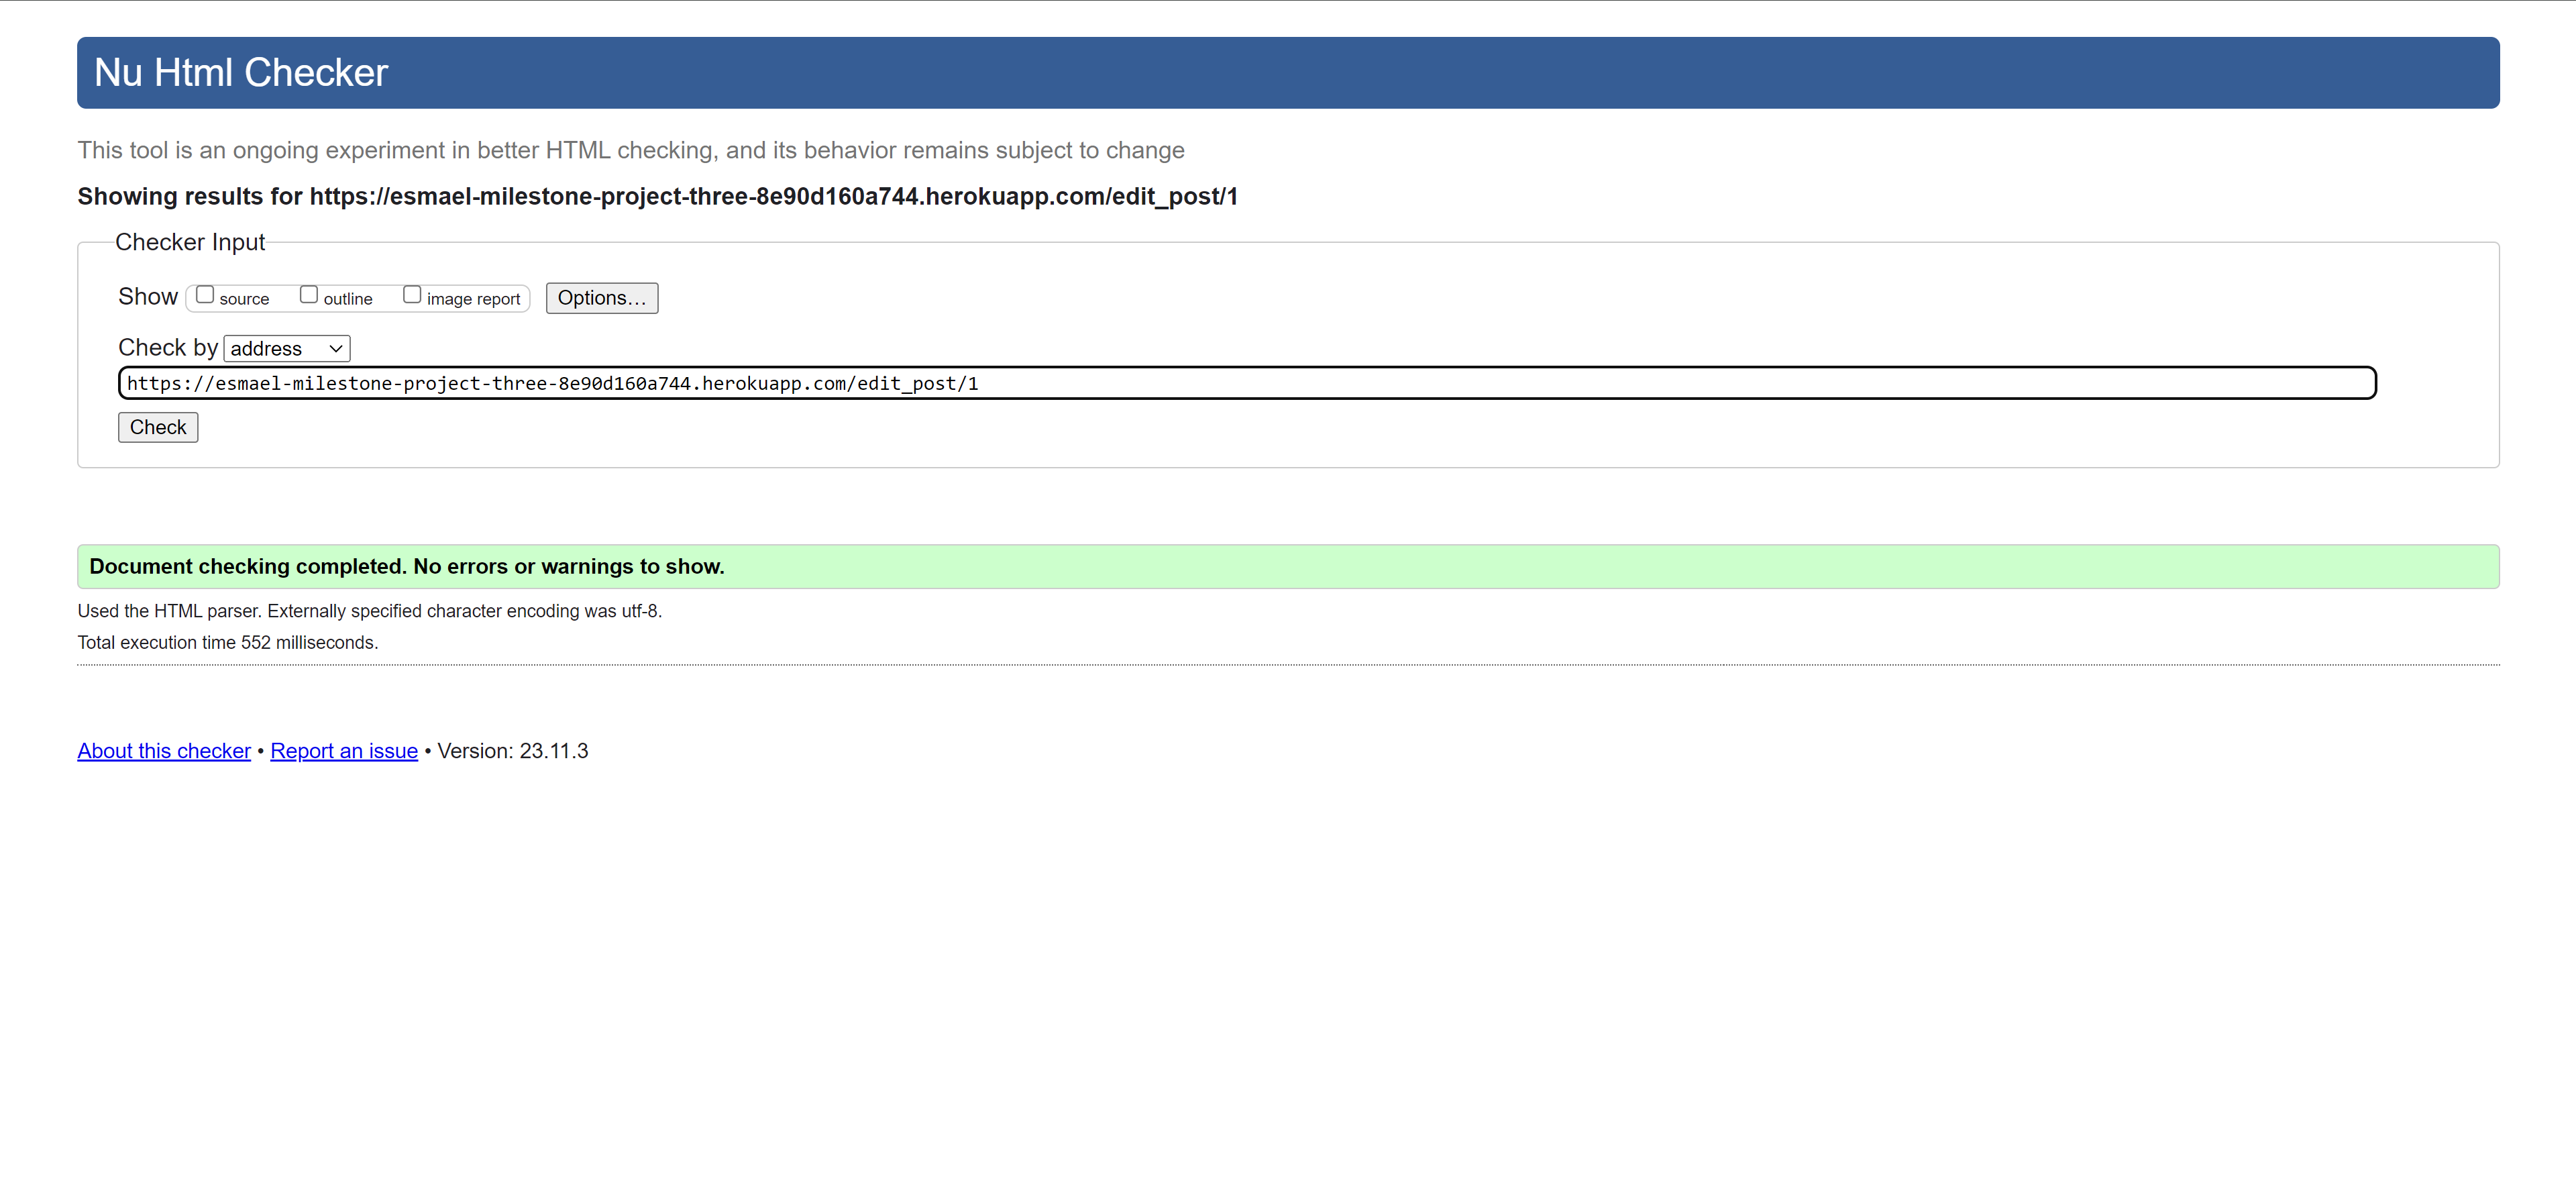 Nu Html Checker
This tool is an ongoing experiment in better HTML checking, and its behavior remains subject to change
Showing results for https://esmael-milestone-project-three-8e90d160a744.herokuapp.com/edit_post/1
Checker Input
Show source outline image report Options…
Check by address
https://esmael-milestone-project-three-8e90d160a744.herokuapp.com/edit_post/1
Check
Document checking completed. No errors or warnings to show.
Used the HTML parser. Externally specified character encoding was utf-8.
Total execution time 552 milliseconds.
About this checker • Report an issue • Version: 23.11.3